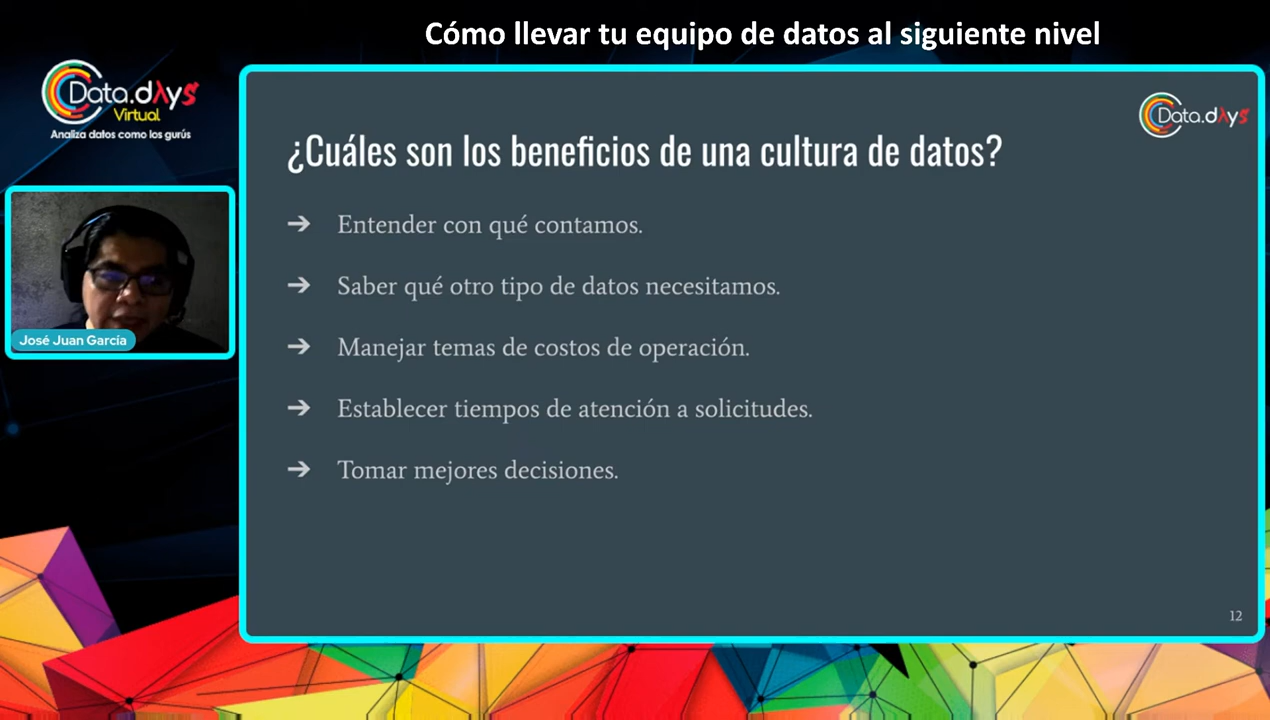 Cómo llevar tu equipo de datos al siguiente nivel
Data.dAys
Virtual
Analiza datos como los gurús
Data.dAys
¿Cuáles son los beneficios de una cultura de datos?
➔ Entender con qué contamos.
➔ Saber qué otro tipo de datos necesitamos.
➔ Manejar temas de costos de operación.
➔ Establecer tiempos de atención a solicitudes.
➔ Tomar mejores decisiones.
José Juan García
12